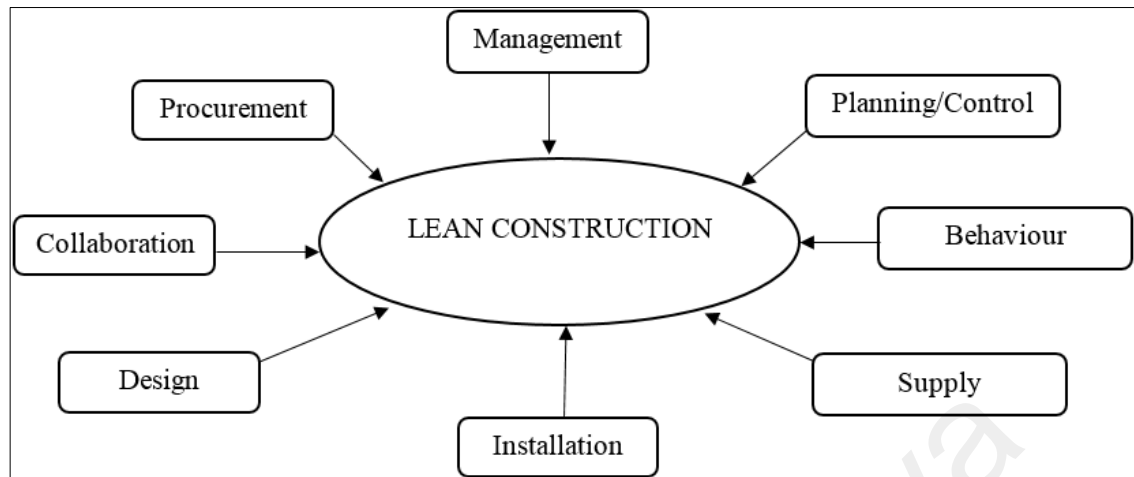 Management
Procurement
Planning/Control
LEAN CONSTRUCTION
Collaboration
Behaviour
Design
Supply
Installation